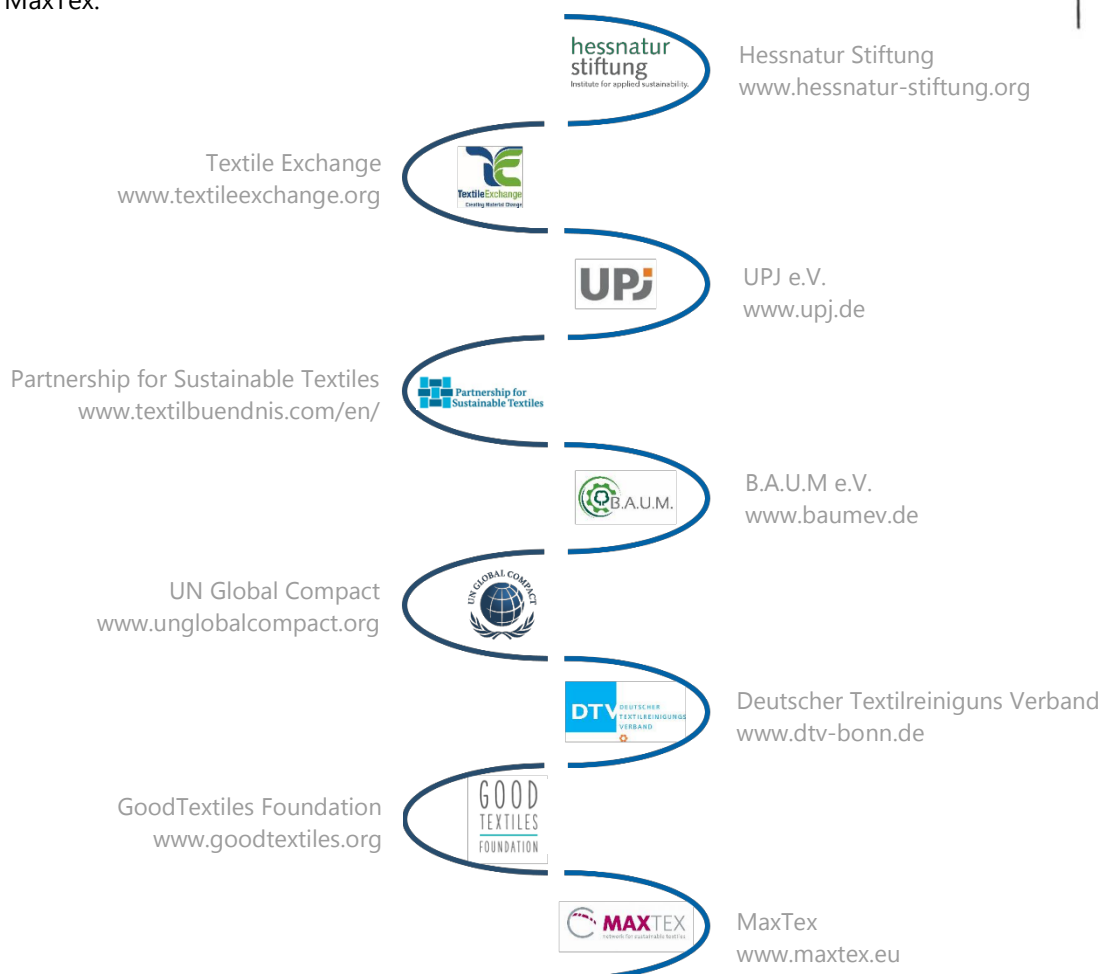 MaxTex.
hessnatur
stiftung
Institute for applied sustainability.
Hessnatur Stiftung
www.hessnatur-stiftung.org
Textile Exchange
www.textileexchange.org
TextileExchange
Creating Material Change
UPJ
UPJ e.V.
www.upj.de
Partnership for Sustainable Textiles
www.textilbuendnis.com/en/
Partnership for
Sustainable Textiles
B.A.U.M.
B.A.U.M e.V.
www.baumev.de
UN Global Compact
www.unglobalcompact.org
UN GLOBAL COMPACT
DTV
DEUTSCHER
TEXTILREINIGUNGS
VERBAND
Deutscher Textilreiniguns Verband
www.dtv-bonn.de
GoodTextiles Foundation
www.goodtextiles.org
GOOD
TEXTILES
FOUNDATION
MAXTEX
network for sustainable textiles
MaxTex
www.maxtex.eu